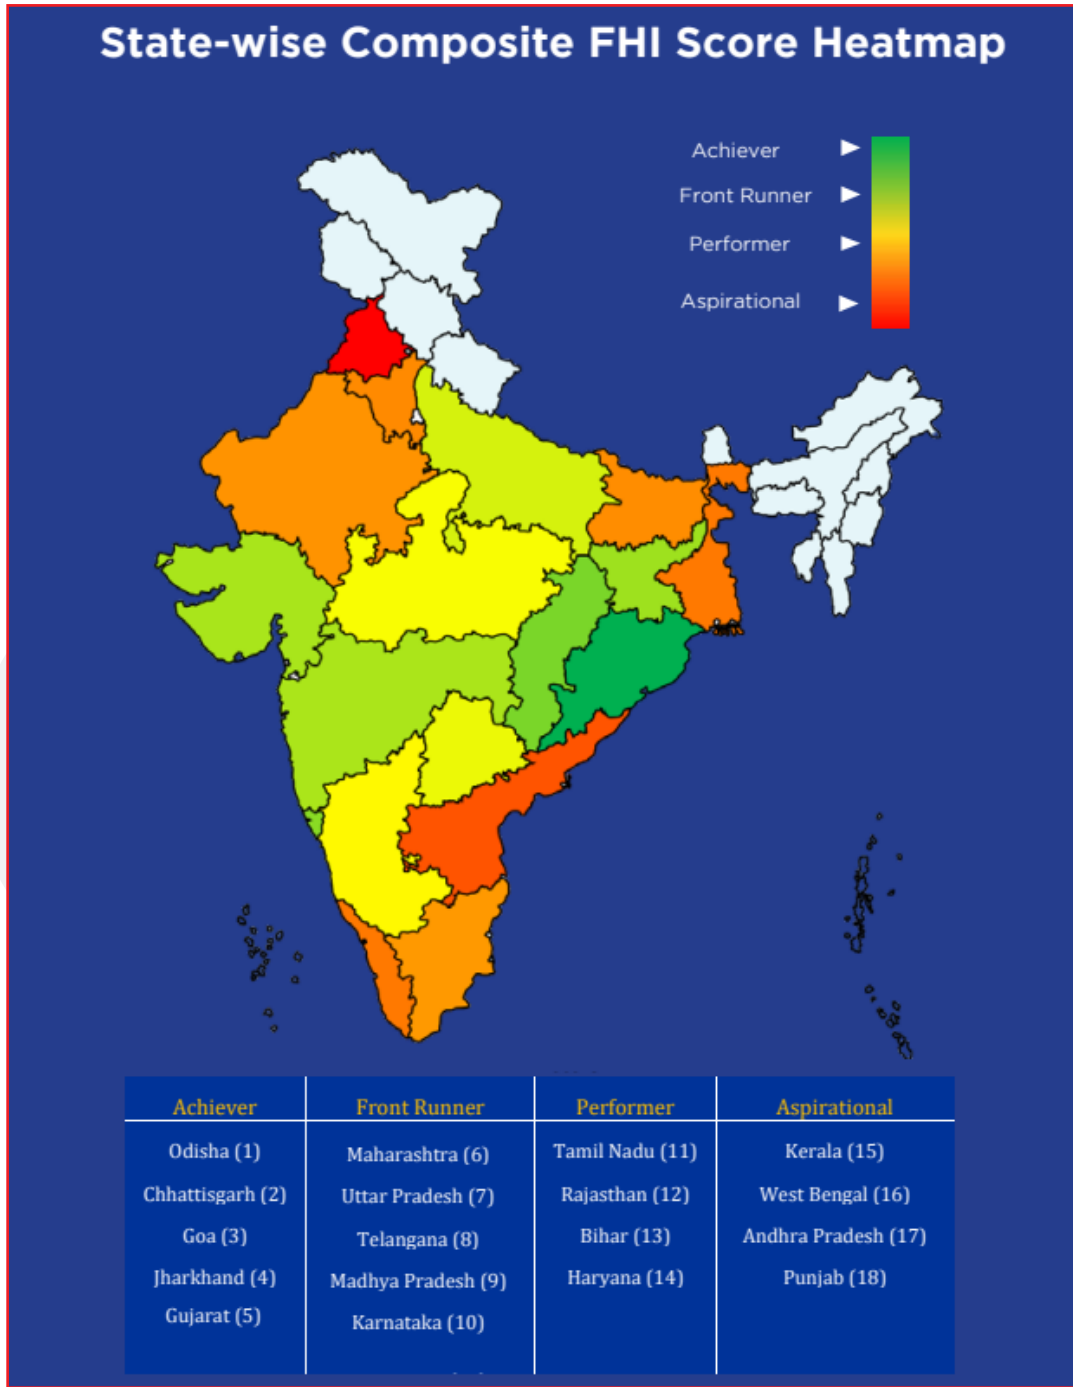 State-wise Composite FHI Score Heatmap
Achiever
Front Runner
Performer
Aspirational
Achiever Front Runner Performer Aspirational
Odisha (1) Maharashtra (6) Tamil Nadu (11) Kerala (15)
Chhattisgarh (2) Uttar Pradesh (7) Rajasthan (12) West Bengal (16)
Goa (3) Telangana (8) Bihar (13) Andhra Pradesh (17)
Jharkhand (4) Madhya Pradesh (9) Haryana (14) Punjab (18)
Gujarat (5) Karnataka (10)